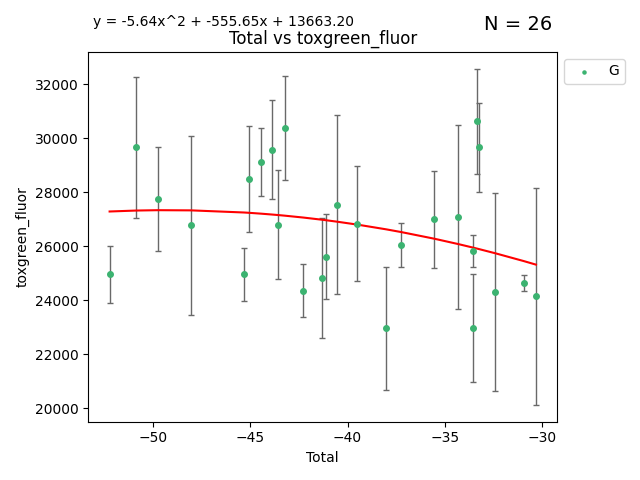 y = -5.64x^2 + -555.65x + 13663.20
N = 26
Total vs toxgreen_fluor
G
32000
30000
28000
26000
24000
22000
20000
toxgreen_fluor
−50
−45
−40
−35
−30
Total